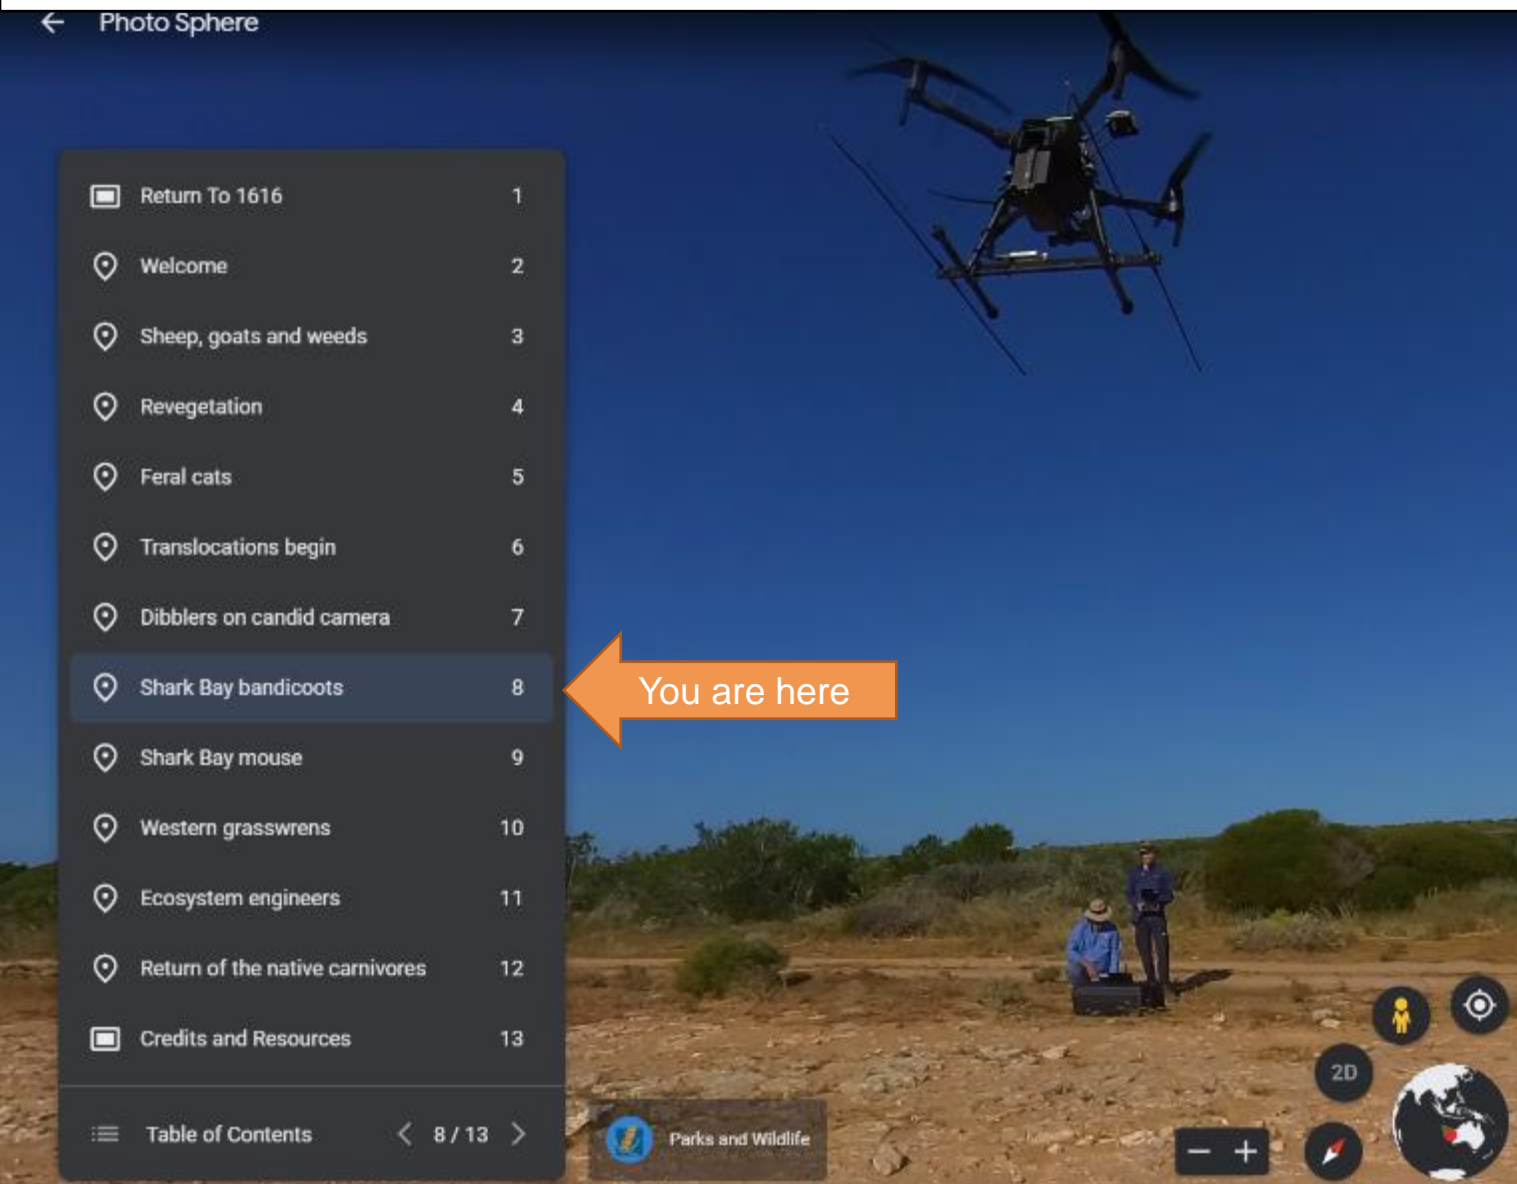 Photo Sphere
Return To 1616 1
Welcome 2
Sheep, goats and weeds 3
Revegetation 4
Feral cats 5
Translocations begin 6
Dibblers on candid camera 7
Shark Bay bandicoots 8
You are here
Shark Bay mouse 9
Western grasswrens 10
Ecosystem engineers 11
Return of the native carnivores 12
Credits and Resources 13
Table of Contents < 8 / 13 >
Parks and Wildlife
2D